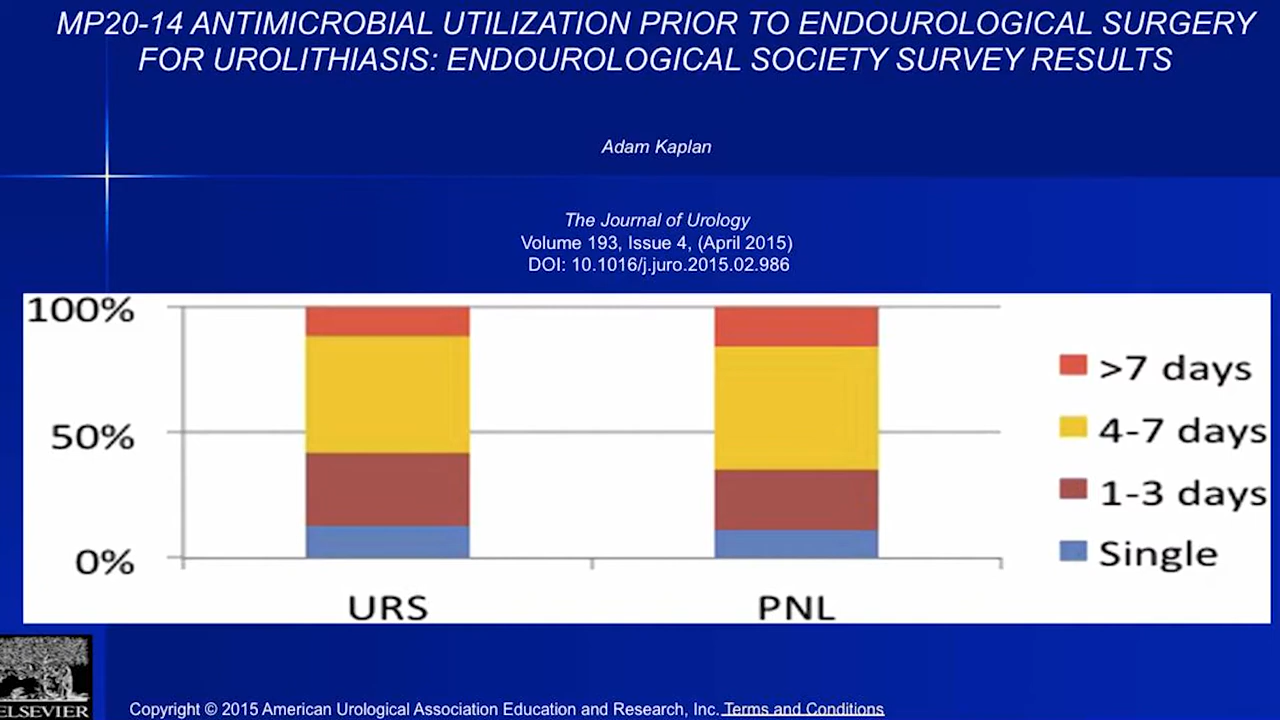 MP20-14 ANTIMICROBIAL UTILIZATION PRIOR TO ENDOUROLOGICAL SURGERY
FOR UROLITHIASIS: ENDOUROLOGICAL SOCIETY SURVEY RESULTS
Adam Kaplan
The Journal of Urology
Volume 193, Issue 4, (April 2015)
DOI: 10.1016/j.juro.2015.02.986
100%
50%
0%
URS
PNL
>7 days
4-7 days
1-3 days
Single
ELSEVIER
Copyright © 2015 American Urological Association Education and Research, Inc. Terms and Conditions